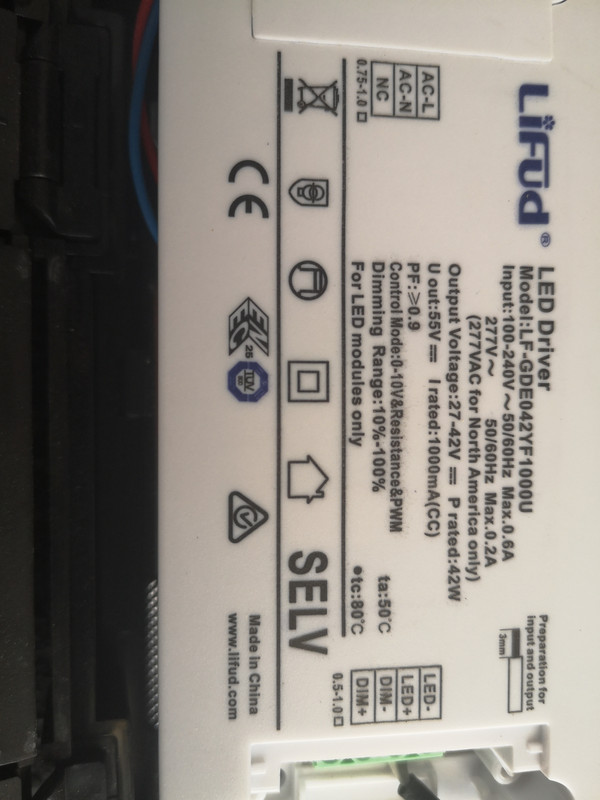 LiFud®
AC-L
AC-N
NC
0.75-1.0
LED Driver
Model:LF-GDE042YF1000U
Input:100-240V～50/60Hz Max.0.6A
277V～ 50/60Hz Max.0.2A
(277VAC for North America only)
Output Voltage:27-42V ⎓ P rated:42W
U out:55V⎓ I rated:1000mA(CC)
PF:≥0.9
Control Mode:0-10V&Resistance&PWM
Dimming Range:10%-100%
For LED modules only
ta:50℃
•tc:80℃
Preparation for
input and output
3mm
LED-
LED+
DIM-
DIM+
0.5-1.0
SELV
CE
ENEC
25
TÜV
Made in China
www.lifud.com